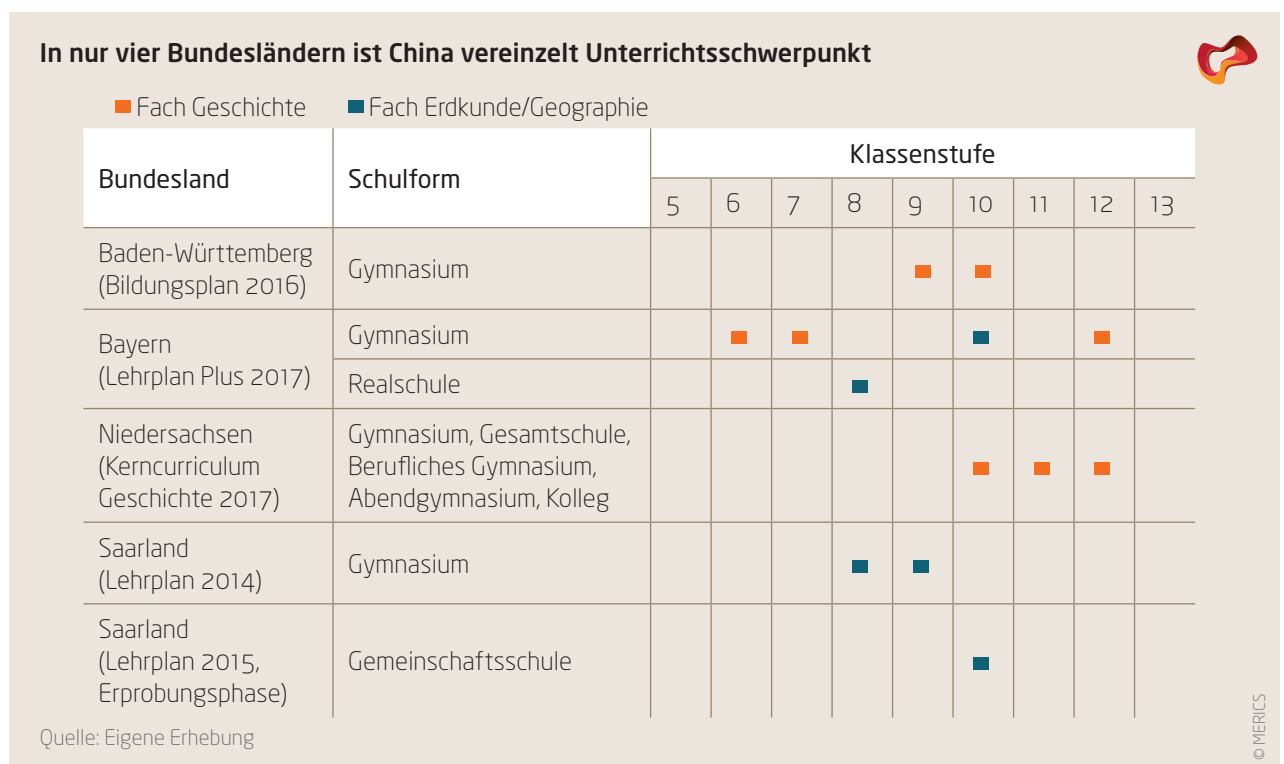 In nur vier Bundesländern ist China vereinzelt Unterrichtsschwerpunkt
Fach Geschichte
Fach Erdkunde/Geographie
Bundesland
Schulform
Klassenstufe
5 6 7 8 9 10 11 12 13
Baden-Württemberg
(Bildungsplan 2016)
Gymnasium
Bayern
(Lehrplan Plus 2017)
Gymnasium
Realschule
Niedersachsen
(Kerncurriculum
Geschichte 2017)
Gymnasium, Gesamtschule,
Berufliches Gymnasium,
Abendgymnasium, Kolleg
Saarland
(Lehrplan 2014)
Gymnasium
Saarland
(Lehrplan 2015,
Erprobungsphase)
Gemeinschaftsschule
Quelle: Eigene Erhebung
© MERICS